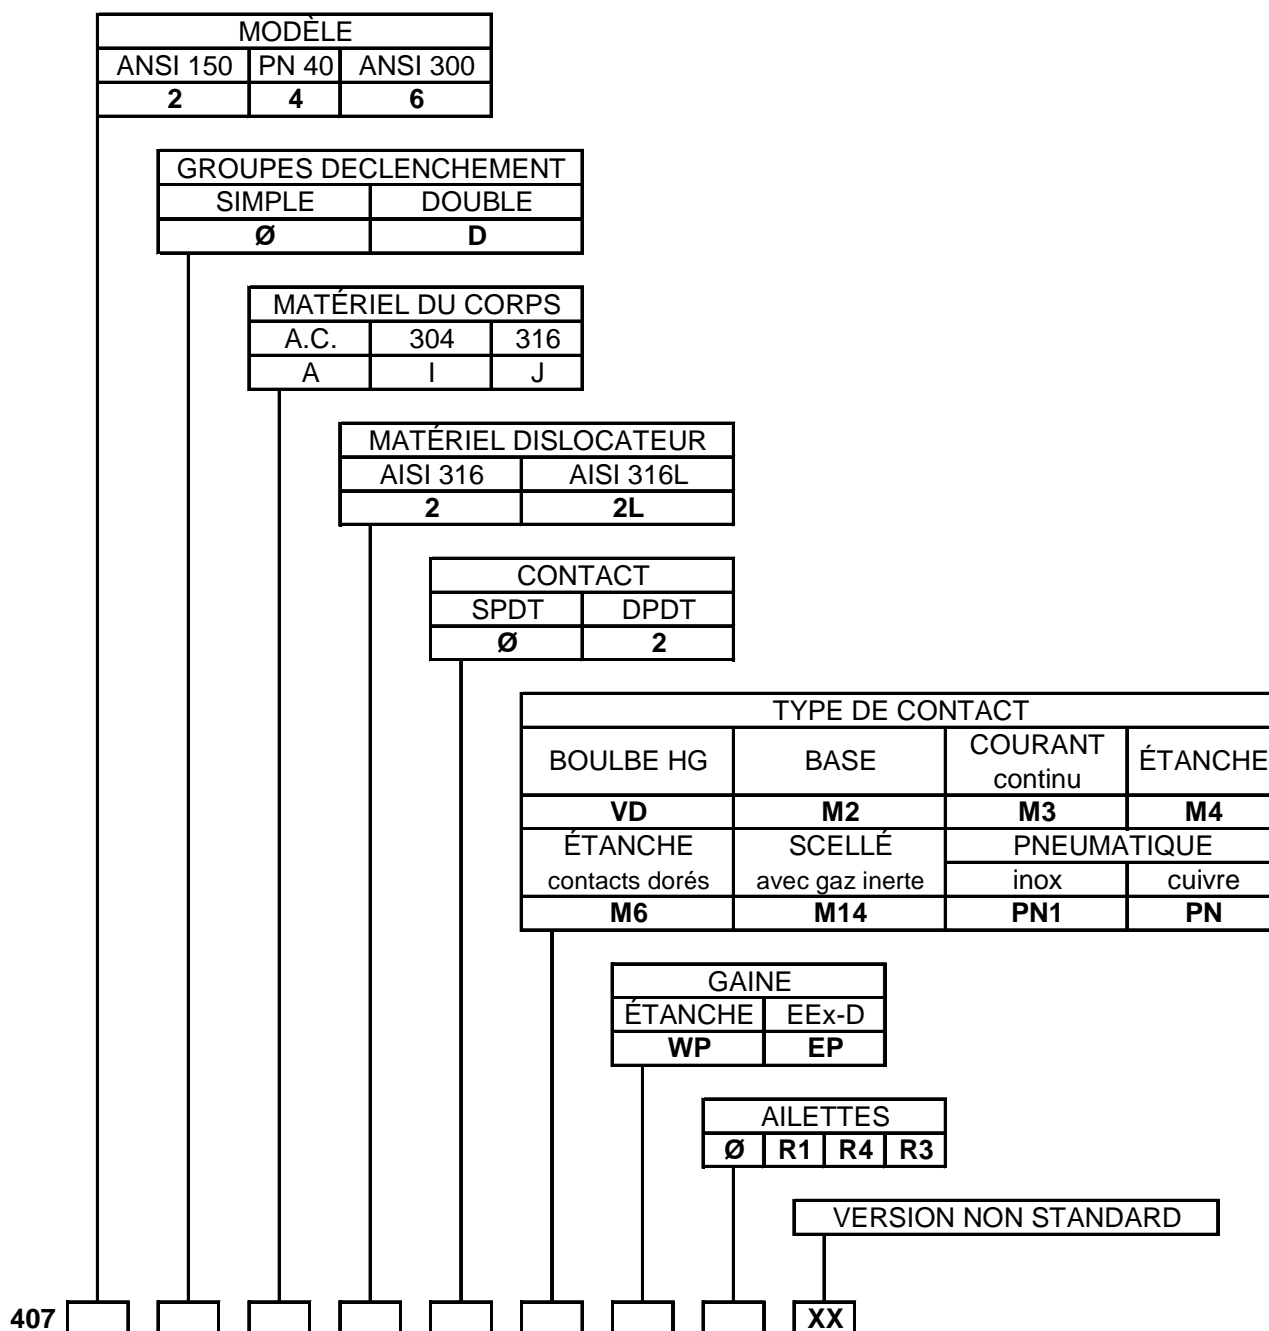 MODÈLE
ANSI 150 PN 40 ANSI 300
2 4 6
GROUPES DECLENCHEMENT
SIMPLE DOUBLE
Ø D
MATÉRIEL DU CORPS
A.C. 304 316
A I J
MATÉRIEL DISLOCATEUR
AISI 316 AISI 316L
2 2L
CONTACT
SPDT DPDT
Ø 2
TYPE DE CONTACT
BOULBE HG BASE COURANT continu ÉTANCHE
VD M2 M3 M4
ÉTANCHE SCELLÉ PNEUMATIQUE
contacts dorés avec gaz inerte inox cuivre
M6 M14 PN1 PN
GAINE
ÉTANCHE EEx-D
WP EP
AILETTES
Ø R1 R4 R3
VERSION NON STANDARD
407 XX